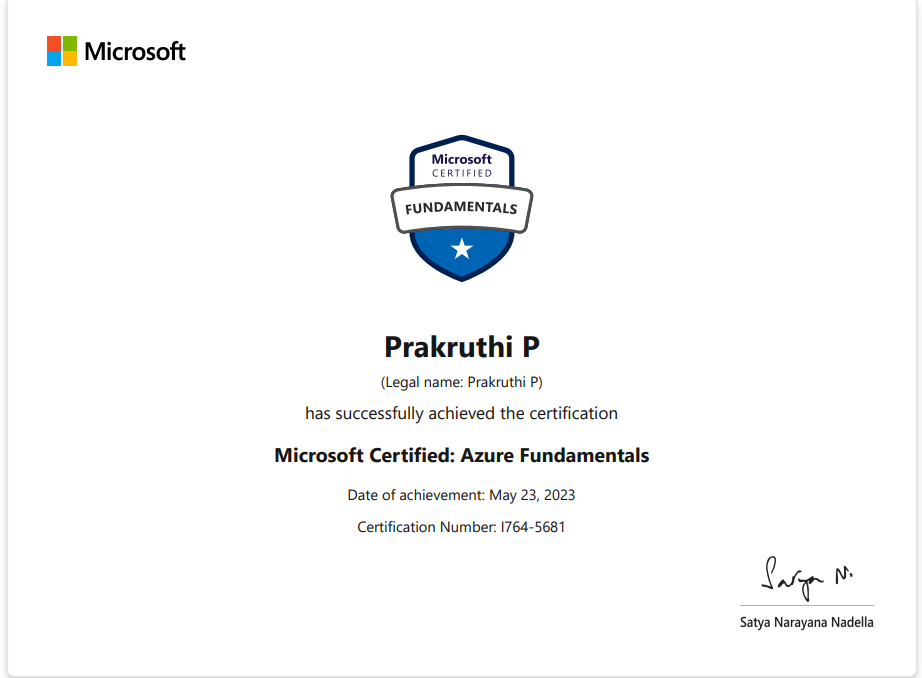 Microsoft
Microsoft
CERTIFIED
FUNDAMENTALS
Prakruthi P
(Legal name: Prakruthi P)
has successfully achieved the certification
Microsoft Certified: Azure Fundamentals
Date of achievement: May 23, 2023
Certification Number: I764-5681
Satya N.
Satya Narayana Nadella